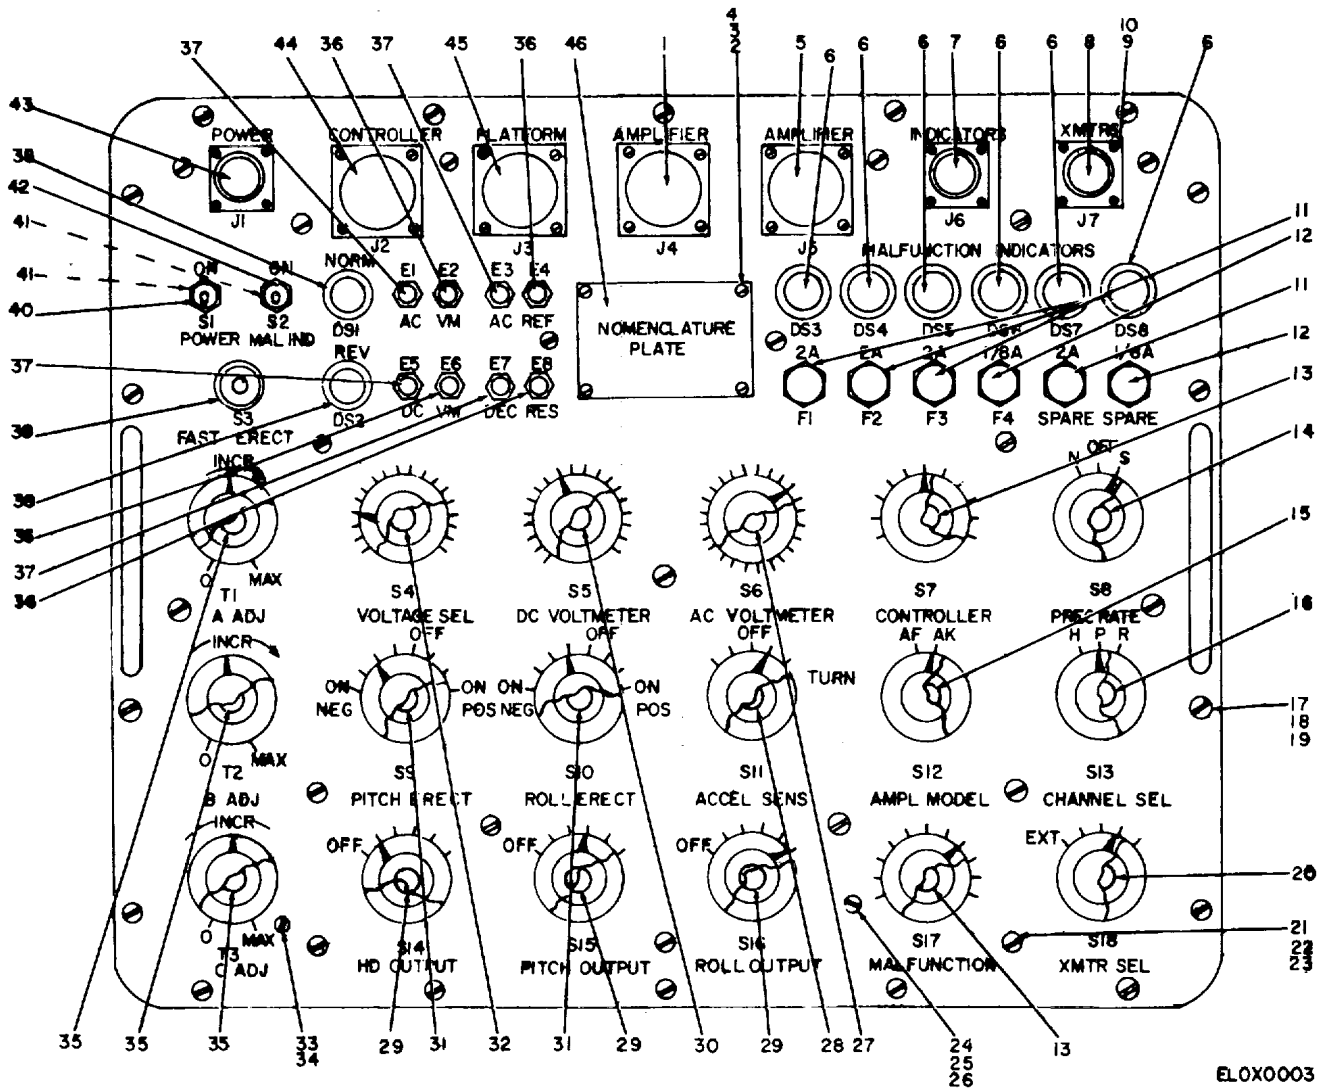 4
3
2
10
9
37 44 36 37 45 36 46 1 5 6 6 6 7 6 6 8 6
43
POWER CONTROLLER PLATFORM AMPLIFIER AMPLIFIER INDICATORS XMTRS
42
41
J1 J2 J3 J4 J5 J6 J7
11
12
MALFUNCTION INDICATORS
ON ON NORM E1 E2 E3 E4
41
40
11
S1 S2 DS1 AC VM AC REF
DS3 DS4 DS5 DS6 DS7 DS8
POWER MAL IND
NOMENCLATURE
PLATE
12
REV E5 E6 E7 E8
2A 2A 1/8A 2A 1/8A
37
13
S3 DS2 DC VM DEC RES
F1 F2 F3 F4 SPARE SPARE
FAST ERECT
14
INCR
N OFF S
15
37
O MAX
T1 S4 S5 S6 S7 S8
A ADJ VOLTAGE SEL DC VOLTMETER AC VOLTMETER CONTROLLER PREC RATE
16
INCR OFF OFF OFF AF AK H P R
ON NEG ON POS ON NEG ON POS TURN
17
18
19
O MAX
T2 S9 S10 S11 S12 S13
B ADJ PITCH ERECT ROLL ERECT ACCEL SENS AMPL MODEL CHANNEL SEL
INCR OFF OFF OFF EXT
20
O MAX
T3 S14 S15 S16 S17 S18
C ADJ HD OUTPUT PITCH OUTPUT ROLL OUTPUT MALFUNCTION XMTR SEL
21
22
23
35 35 35 33 29 31 32 31 29 30 29 28 27 24 13
34
25
26
EL0X0003